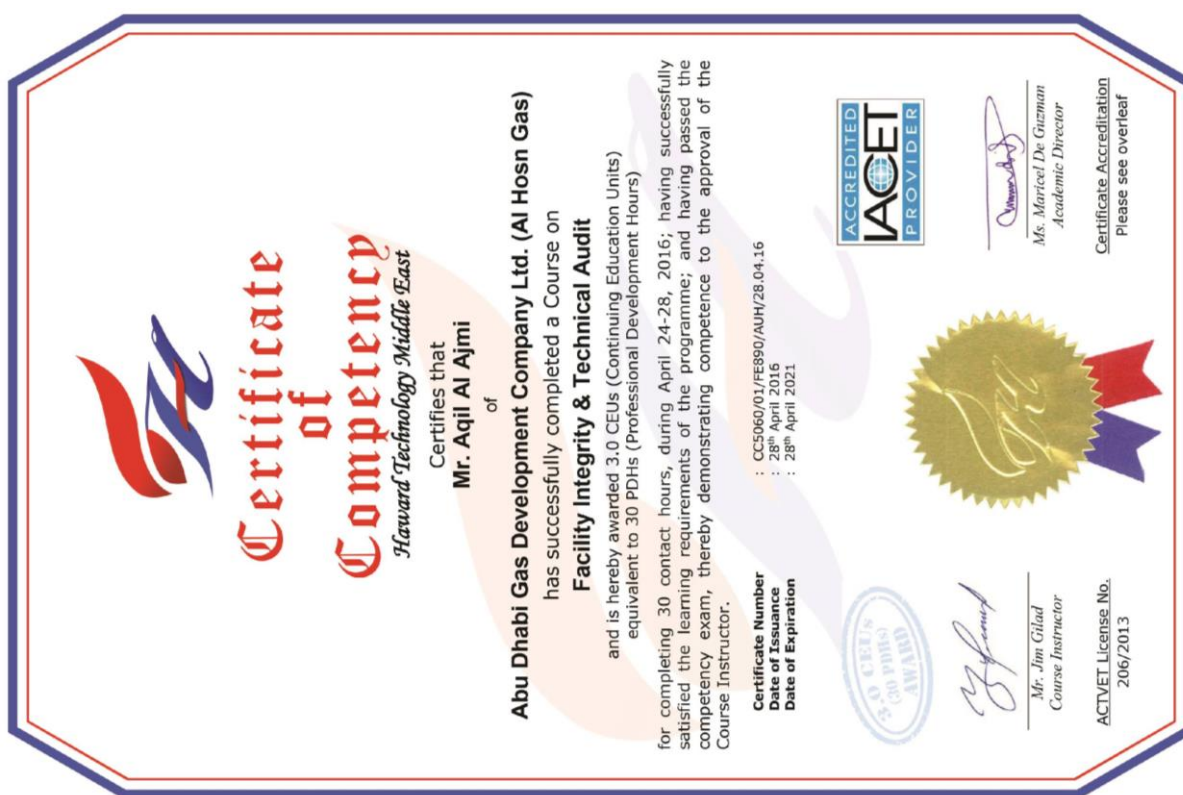 Certificate
of
Competency
Haward Technology Middle East
Certifies that
Mr. Aqil Al Ajmi
of
Abu Dhabi Gas Development Company Ltd. (Al Hosn Gas)
has successfully completed a Course on
Facility Integrity & Technical Audit
and is hereby awarded 3.0 CEUs (Continuing Education Units)
equivalent to 30 PDHs (Professional Development Hours)
for completing 30 contact hours, during April 24-28, 2016; having successfully
satisfied the learning requirements of the programme; and having passed the
competency exam, thereby demonstrating competence to the approval of the
Course Instructor.
Certificate Number : CC5060/01/FE890/AUH/28.04.16
Date of Issuance : 28th April 2016
Date of Expiration : 28th April 2021
3.0 CEUs
(30 PDHs)
AWARD
ACCREDITED
IACET
PROVIDER
Mr. Jim Gilad
Course Instructor
Ms. Maricel De Guzman
Academic Director
ACTVET License No.
206/2013
Certificate Accreditation
Please see overleaf